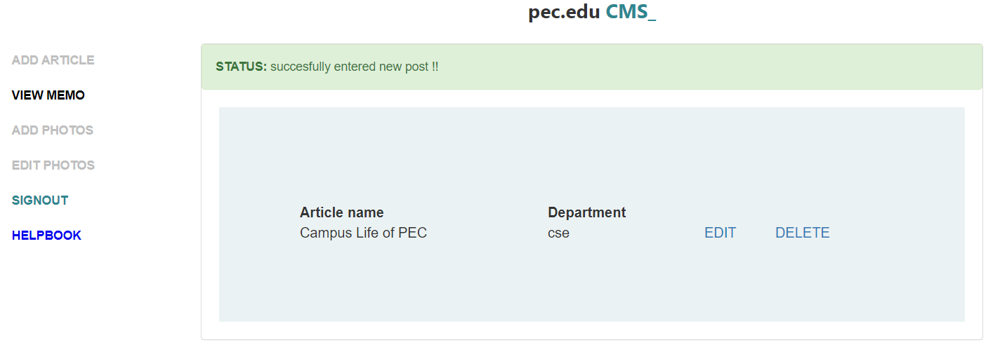 pec.edu CMS_
ADD ARTICLE
VIEW MEMO
ADD PHOTOS
EDIT PHOTOS
SIGNOUT
HELPBOOK
STATUS: succesfully entered new post !!
Article name Department
Campus Life of PEC cse EDIT DELETE